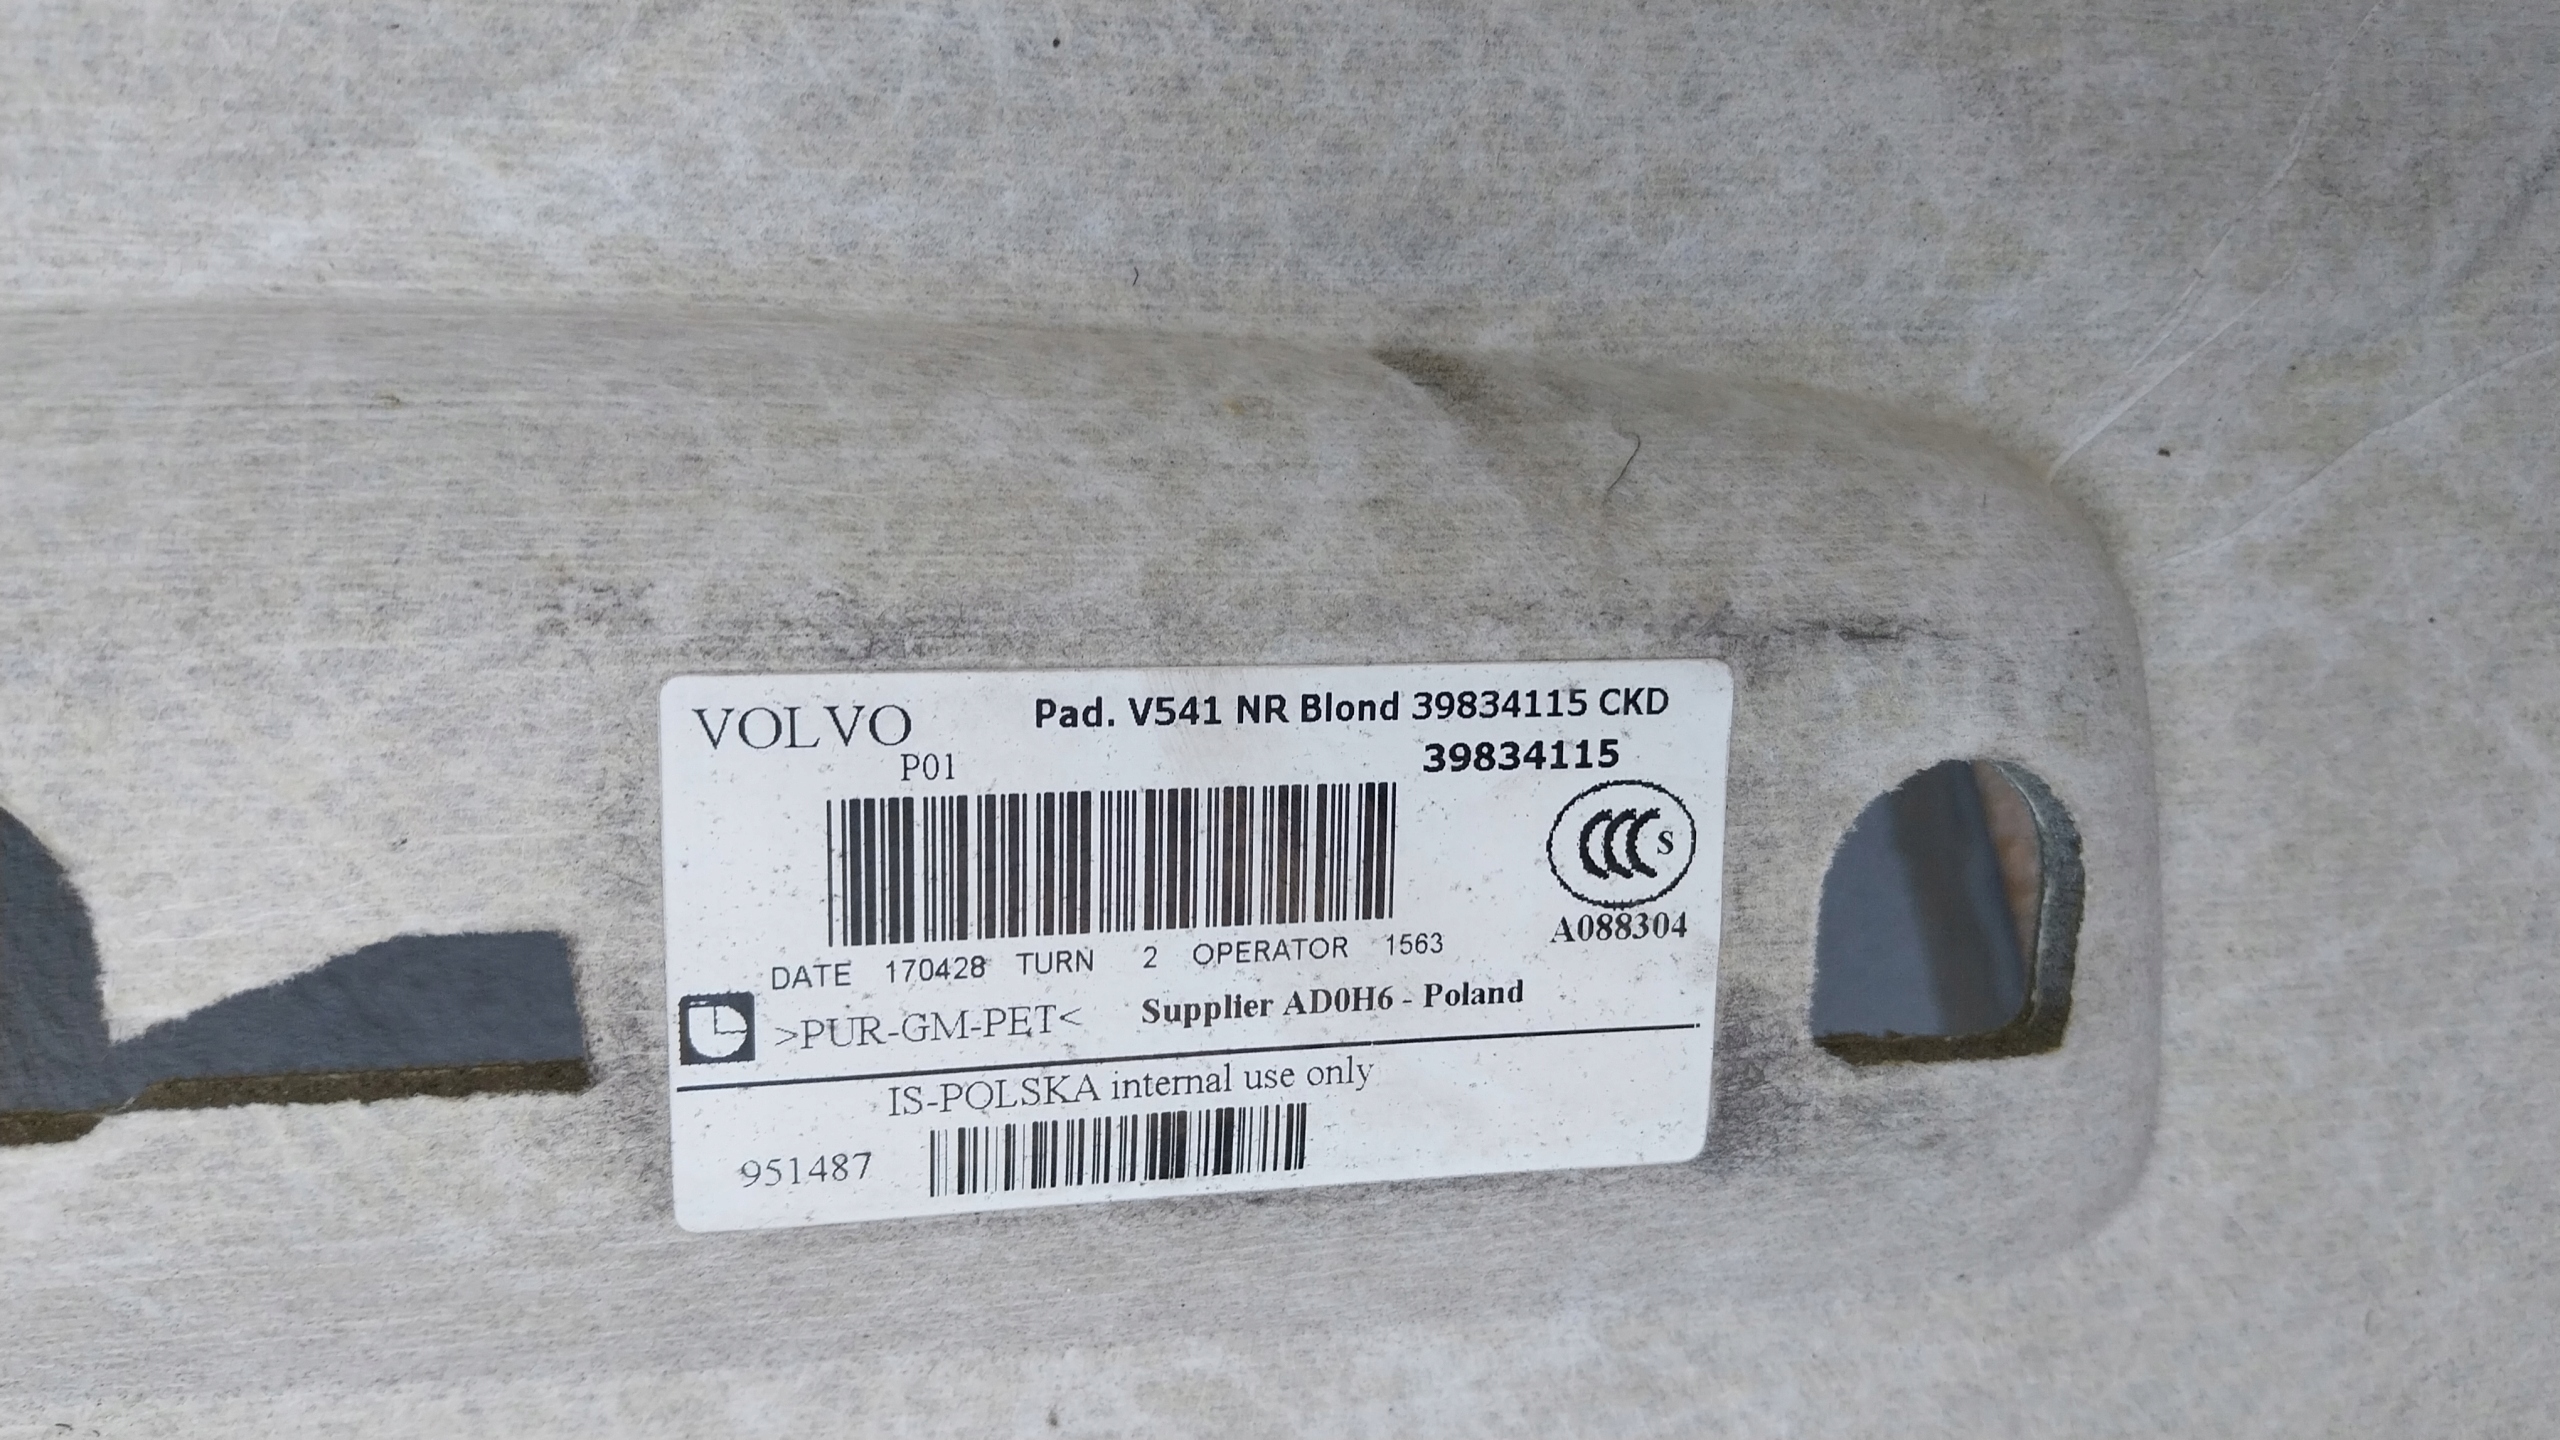 VOLVO
P01
Pad. V541 NR Blond 39834115 CKD
39834115
CCC S
A088304
DATE 170428 TURN 2 OPERATOR 1563
>PUR-GM-PET< Supplier AD0H6 - Poland
IS-POLSKA internal use only
951487